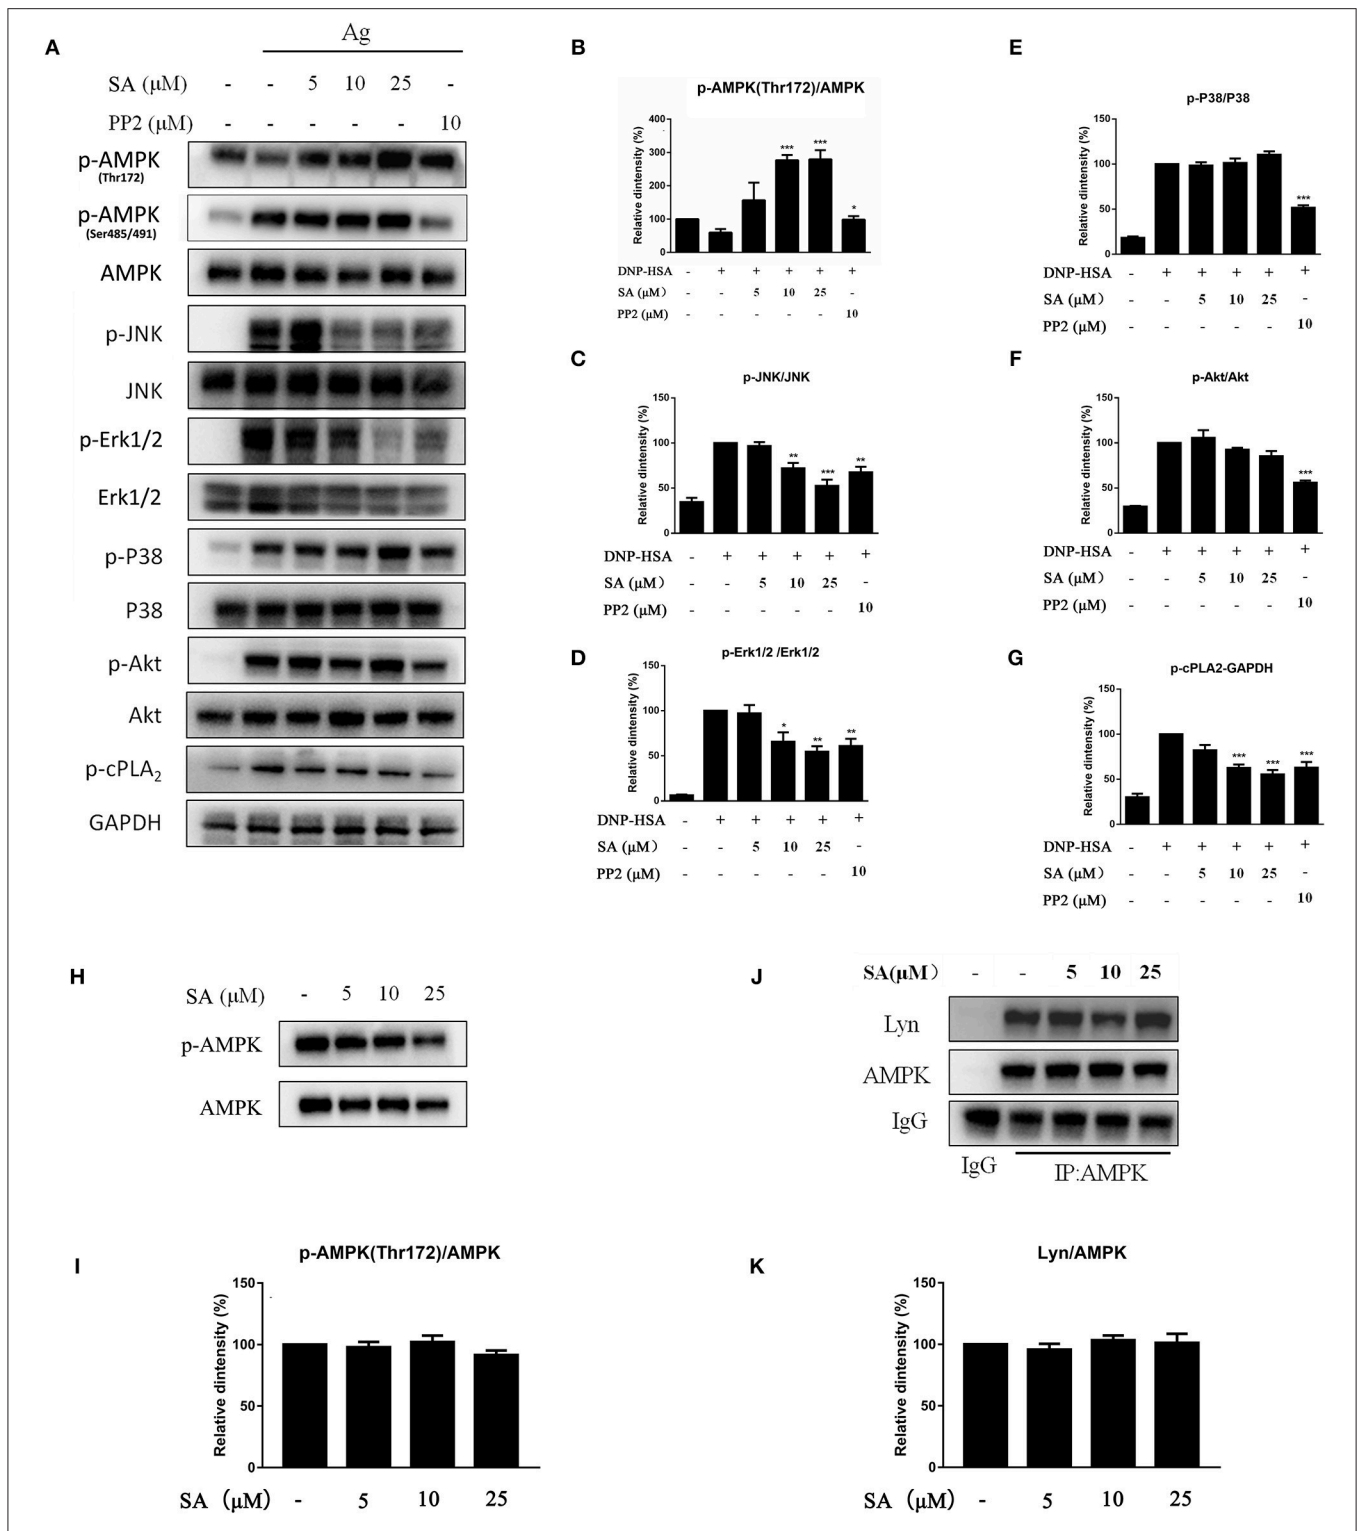 A
Ag
SA (μM) - - 5 10 25 -
PP2 (μM) - - - - - 10
p-AMPK
(Thr172)
p-AMPK
(Ser485/491)
AMPK
p-JNK
JNK
p-Erk1/2
Erk1/2
p-P38
P38
p-Akt
Akt
p-cPLA2
GAPDH
B
p-AMPK(Thr172)/AMPK
Relative dintensity (%)
400
300
200
100
0
***
***
*
DNP-HSA - + + + + +
SA (μM) - - 5 10 25 -
PP2 (μM) - - - - - 10
C
p-JNK/JNK
Relative dintensity (%)
150
100
50
0
**
***
**
DNP-HSA - + + + + +
SA (μM) - - 5 10 25 -
PP2 (μM) - - - - - 10
D
p-Erk1/2 /Erk1/2
Relative dintensity (%)
150
100
50
0
*
**
**
DNP-HSA - + + + + +
SA (μM) - - 5 10 25 -
PP2 (μM) - - - - - 10
E
p-P38/P38
Relative dintensity (%)
150
100
50
0
***
DNP-HSA - + + + + +
SA (μM) - - 5 10 25 -
PP2 (μM) - - - - - 10
F
p-Akt/Akt
Relative dintensity (%)
150
100
50
0
***
DNP-HSA - + + + + +
SA (μM) - - 5 10 25 -
PP2 (μM) - - - - - 10
G
p-cPLA2-GAPDH
Relative dintensity (%)
150
100
50
0
***
***
***
DNP-HSA - + + + + +
SA (μM) - - 5 10 25 -
PP2 (μM) - - - - - 10
H
SA (μM) - 5 10 25
p-AMPK
AMPK
J
SA(μM) - - 5 10 25
Lyn
AMPK
IgG
IgG IP:AMPK
I
p-AMPK(Thr172)/AMPK
Relative dintensity (%)
150
100
50
0
SA (μM) - 5 10 25
K
Lyn/AMPK
Relative dintensity (%)
150
100
50
0
SA (μM) - 5 10 25